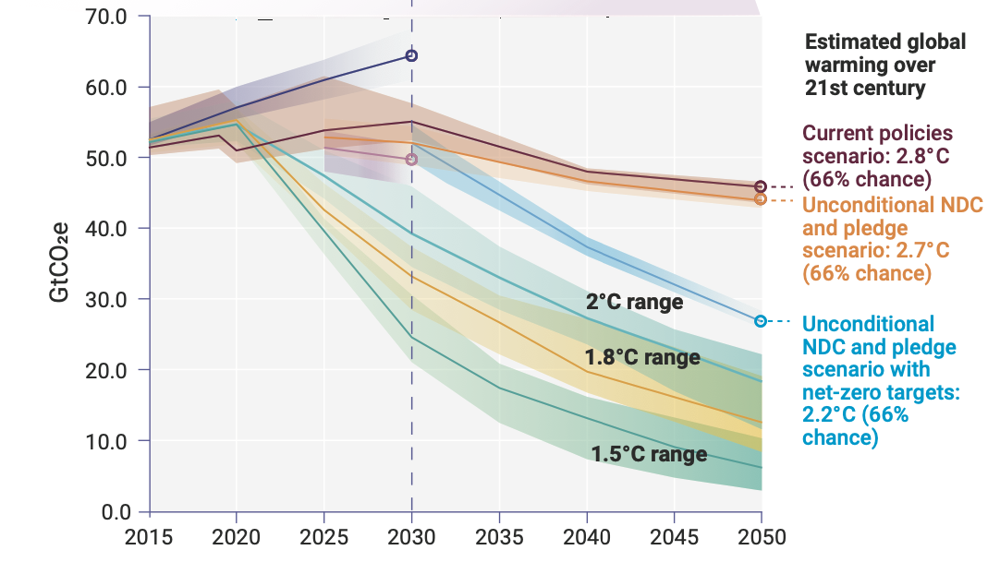 70.0
60.0
50.0
40.0
30.0
20.0
10.0
0.0
GtCO₂e
2015 2020 2025 2030 2035 2040 2045 2050
2°C range
1.8°C range
1.5°C range
Estimated global
warming over
21st century
Current policies
scenario: 2.8°C
(66% chance)
Unconditional NDC
and pledge
scenario: 2.7°C
(66% chance)
Unconditional
NDC and pledge
scenario with
net-zero targets:
2.2°C (66%
chance)